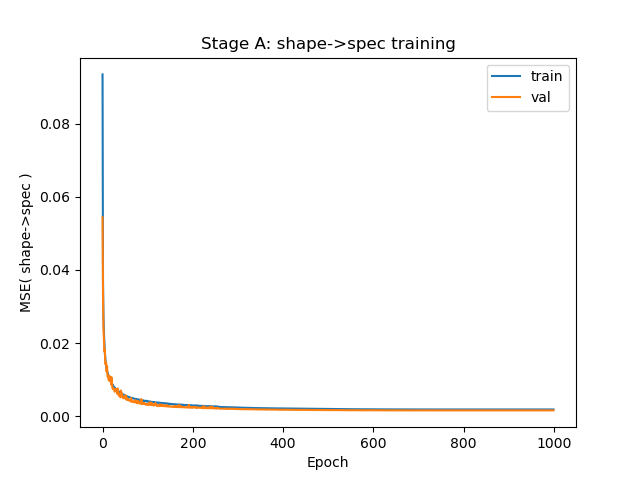 Stage A: shape->spec training
train
val
MSE( shape->spec )
0.08
0.06
0.04
0.02
0.00
0 200 400 600 800 1000
Epoch